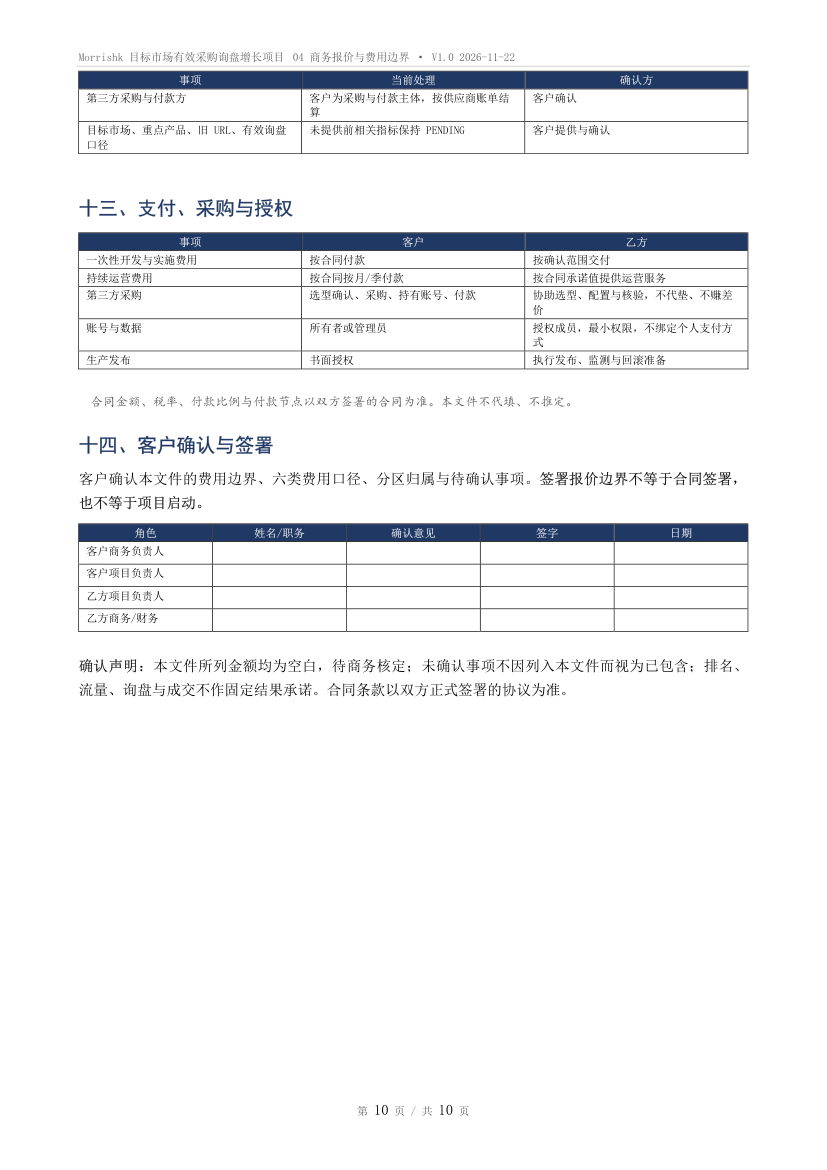 Morrishk 目标市场有效采购询盘增长项目 04 商务报价与费用边界 • V1.0 2026-11-22
事项 当前处理 确认方
第三方采购与付款方 客户为采购与付款主体，按供应商账单结 客户确认
算
目标市场、重点产品、旧 URL、有效询盘 未提供前相关指标保持 PENDING 客户提供与确认
口径
十三、支付、采购与授权
事项 客户 乙方
一次性开发与实施费用 按合同付款 按确认范围交付
持续运营费用 按合同按月/季付款 按合同承诺值提供运营服务
第三方采购 选型确认、采购、持有账号、付款 协助选型、配置与核验，不代垫、不赚差
价
账号与数据 所有者或管理员 授权成员，最小权限，不绑定个人支付方
式
生产发布 书面授权 执行发布、监测与回滚准备
合同金额、税率、付款比例与付款节点以双方签署的合同为准。本文件不代填、不推定。
十四、客户确认与签署
客户确认本文件的费用边界、六类费用口径、分区归属与待确认事项。签署报价边界不等于合同签署，
也不等于项目启动。
角色 姓名/职务 确认意见 签字 日期
客户商务负责人
客户项目负责人
乙方项目负责人
乙方商务/财务
确认声明：本文件所列金额均为空白，待商务核定；未确认事项不因列入本文件而视为已包含；排名、
流量、询盘与成交不作固定结果承诺。合同条款以双方正式签署的协议为准。
第 10 页 / 共 10 页